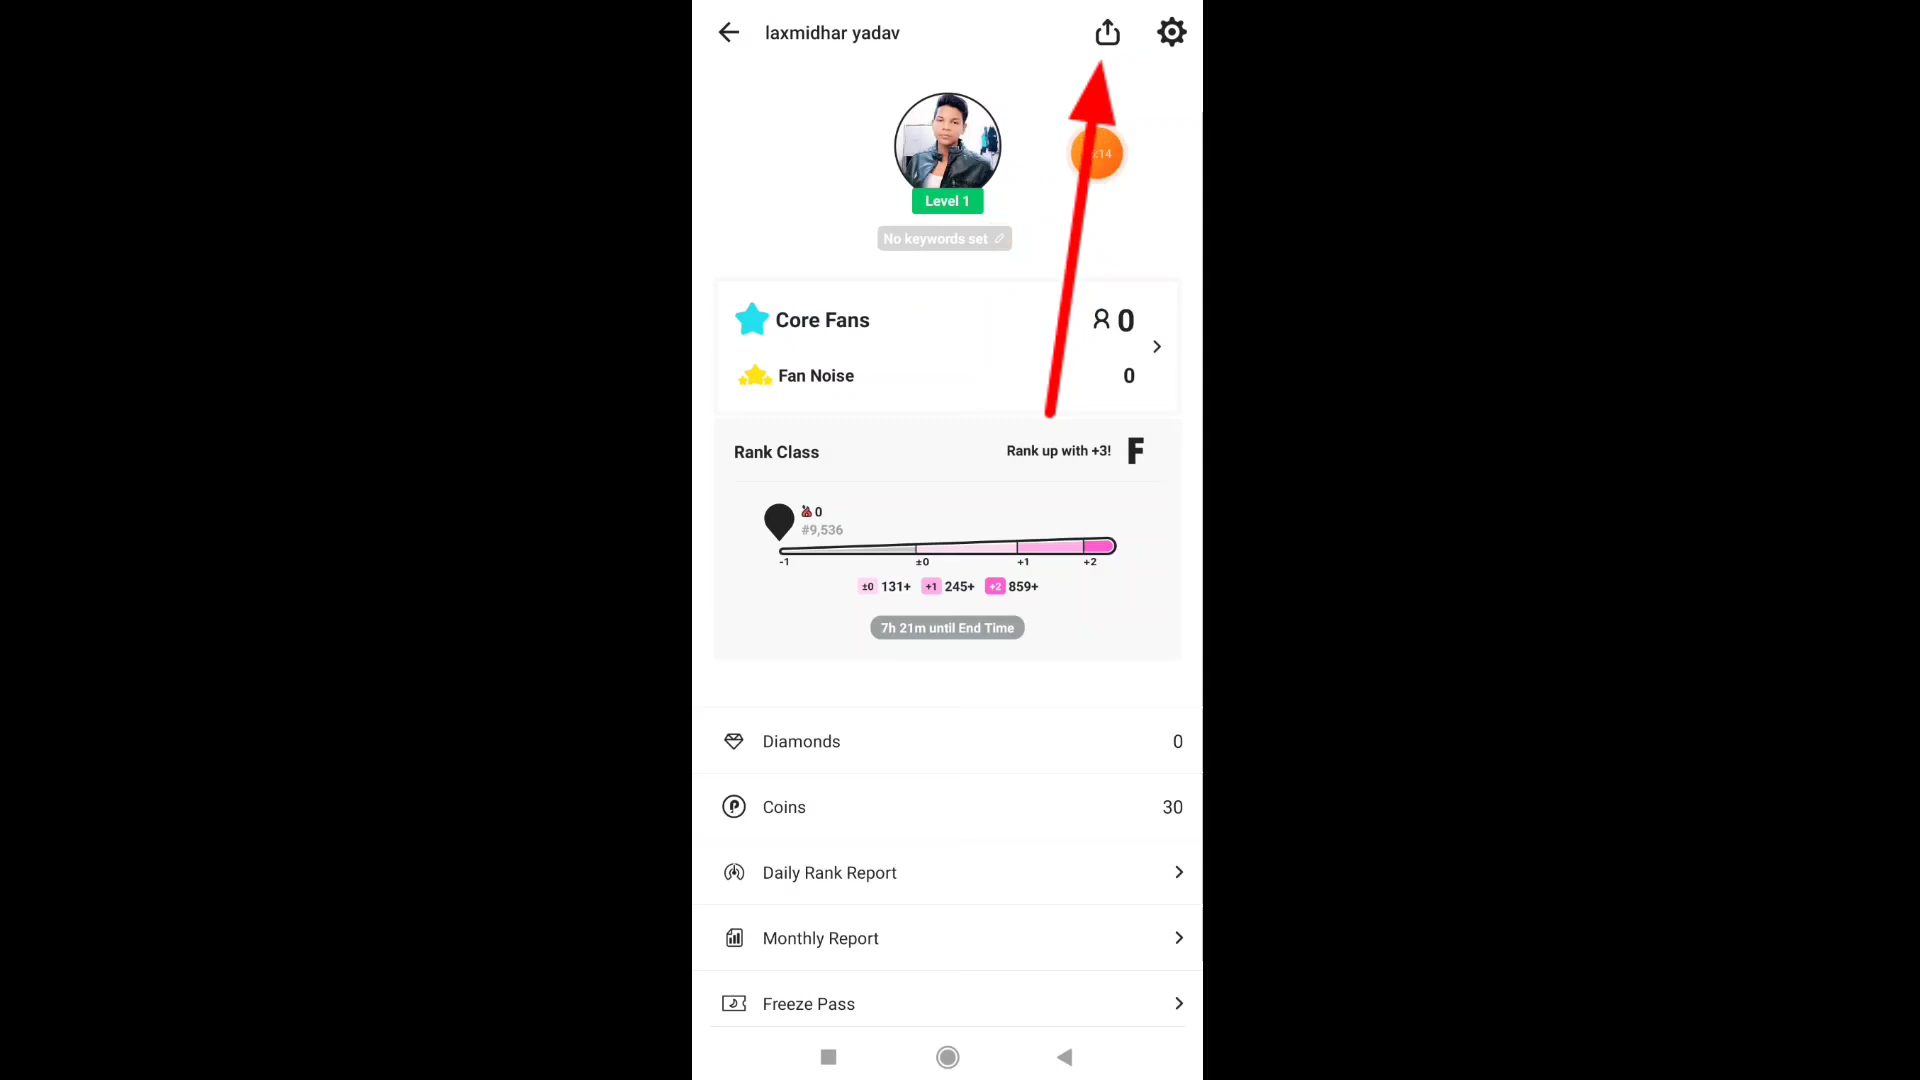 laxmidhar yadav
:14
Level 1
No keywords set
Core Fans
0
Fan Noise
0
Rank Class
Rank up with +3!
F
0
#9,536
-1
±0
+1
+2
±0 131+ +1 245+ +2 859+
7h 21m until End Time
Diamonds
0
Coins
30
Daily Rank Report
Monthly Report
Freeze Pass